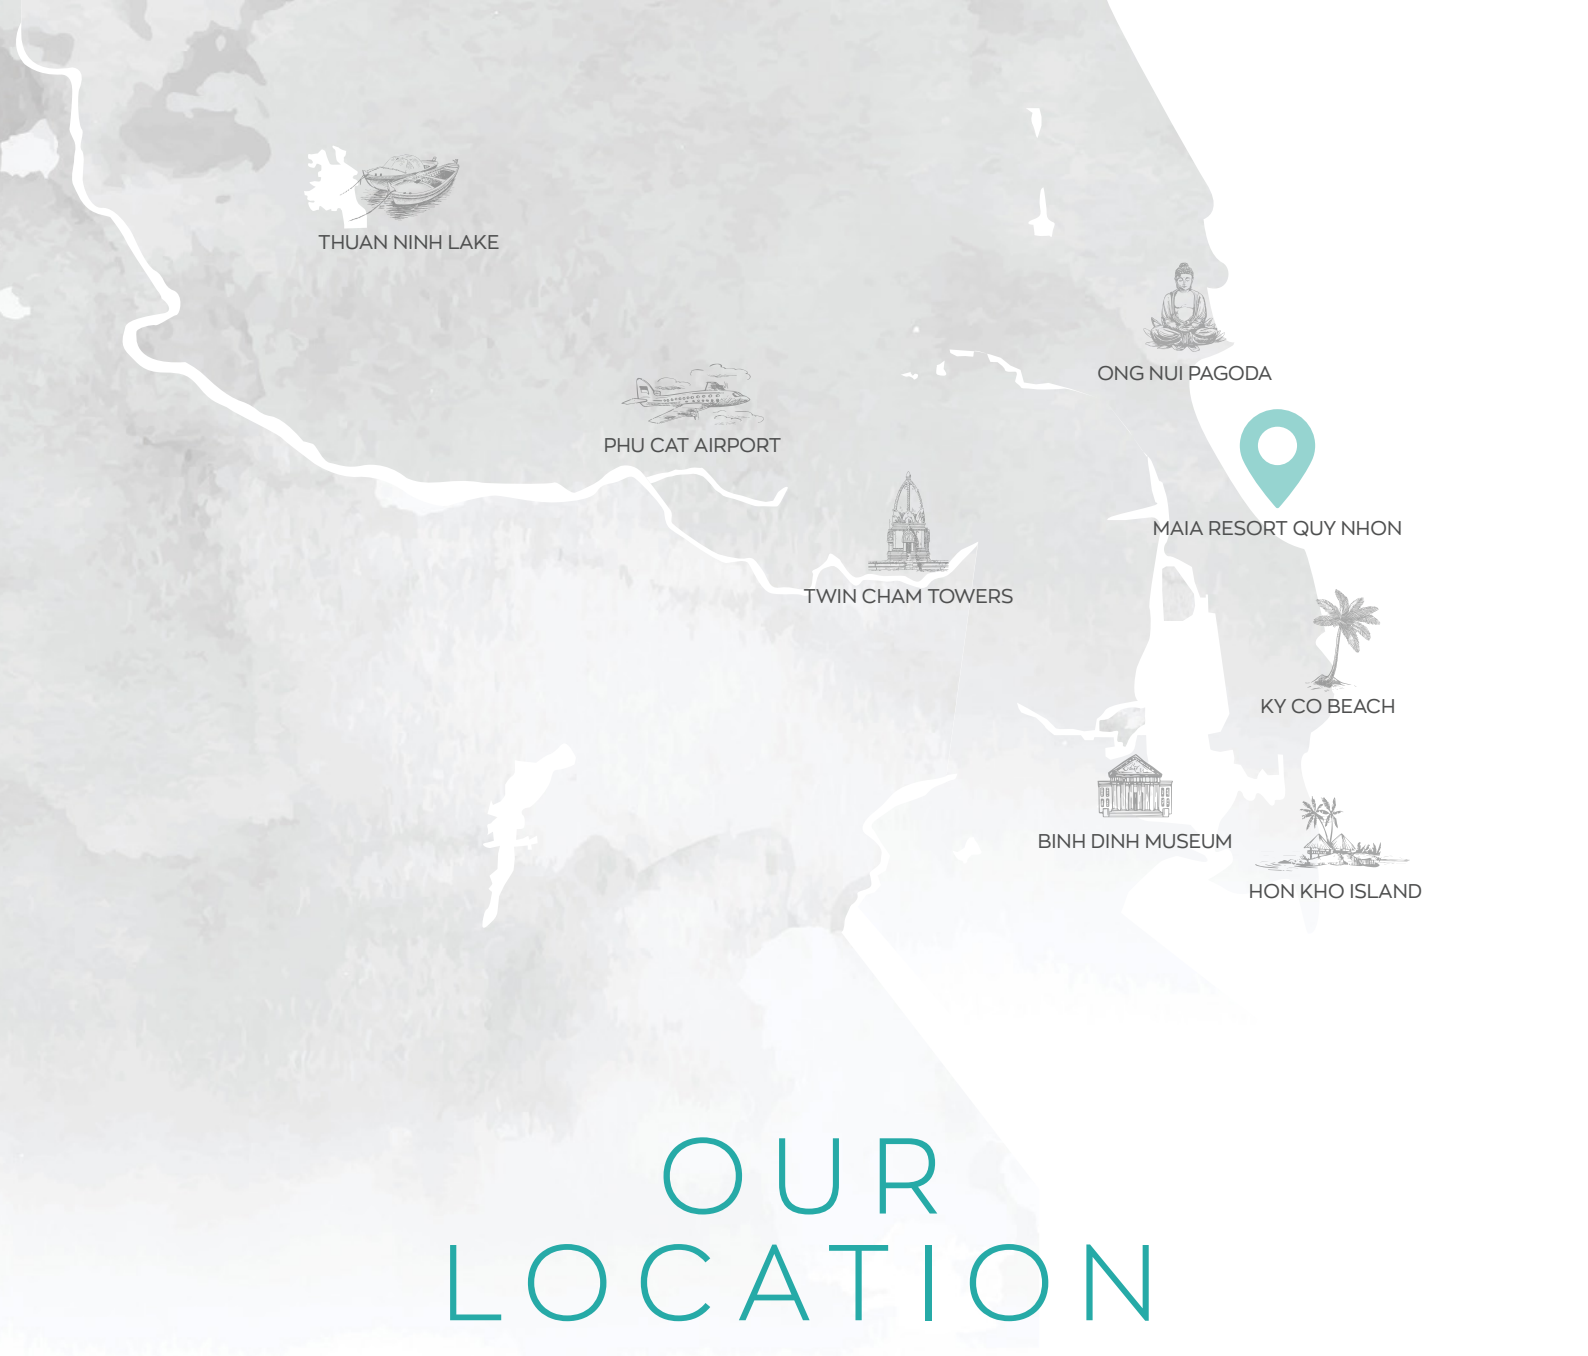 THUAN NINH LAKE
ONG NUI PAGODA
PHU CAT AIRPORT
MAIA RESORT QUY NHON
TWIN CHAM TOWERS
KY CO BEACH
BINH DINH MUSEUM
HON KHO ISLAND
OUR
LOCATION